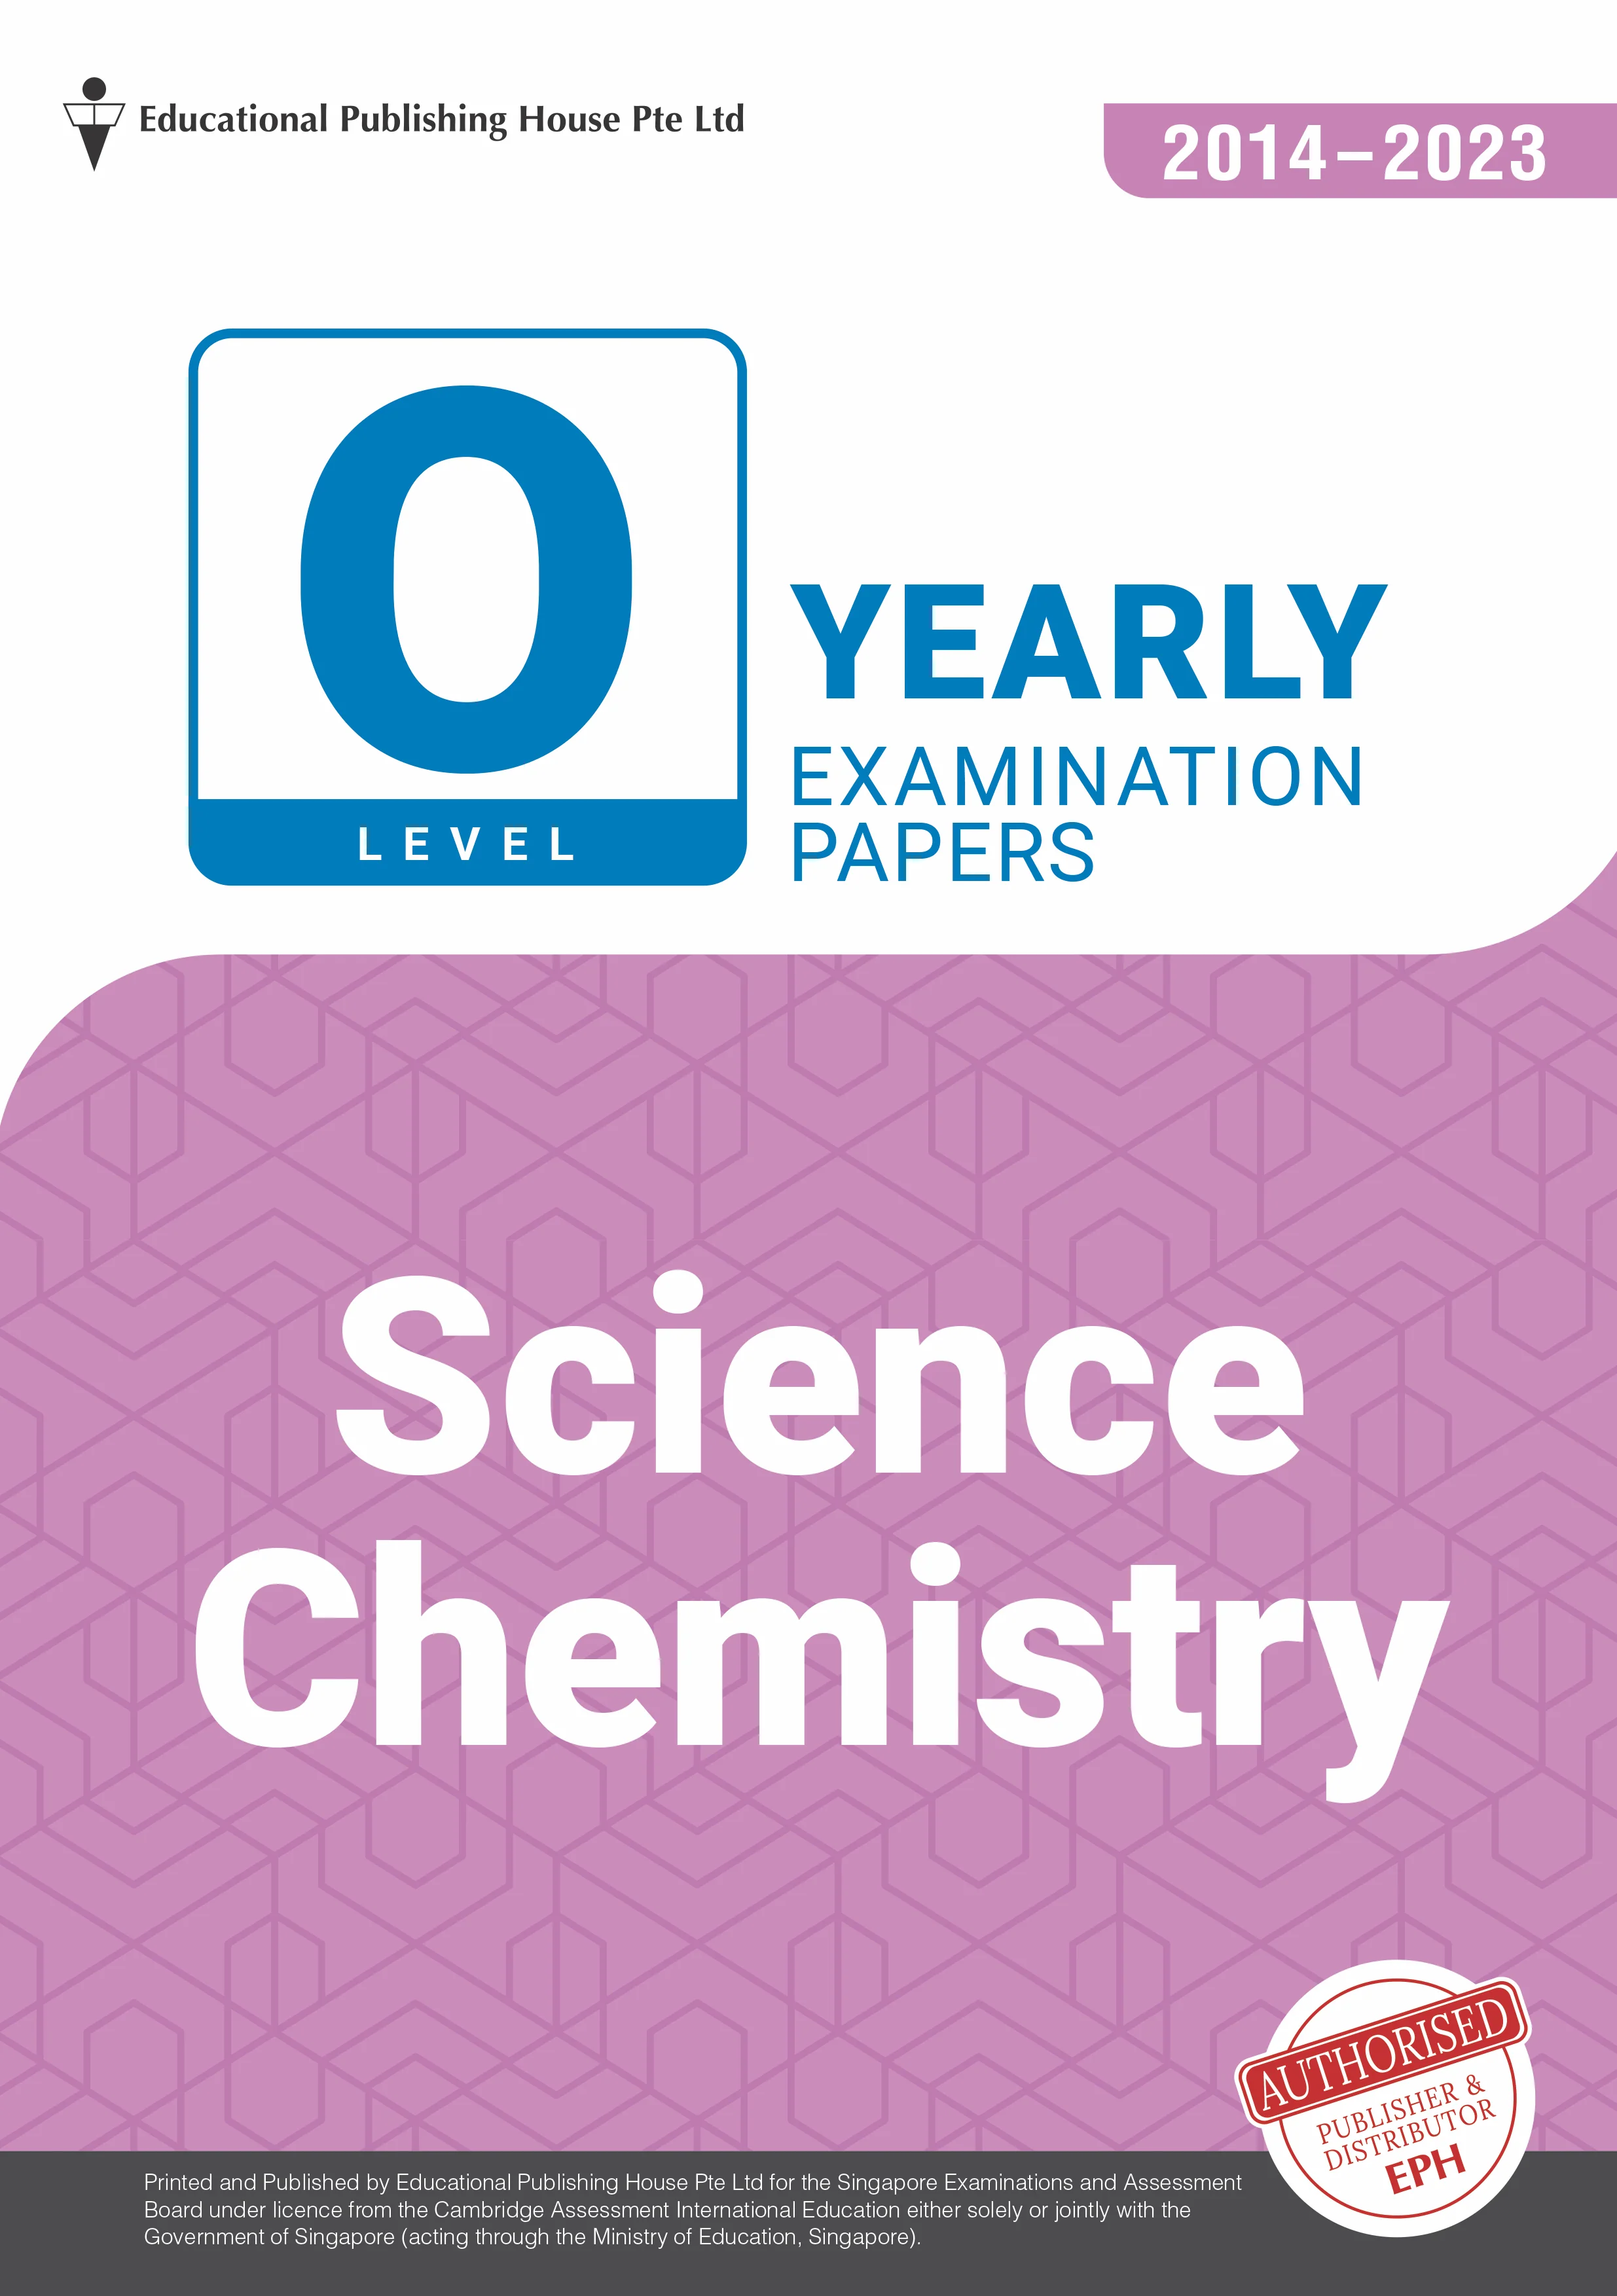 Educational Publishing House Pte Ltd
2014–2023
O
LEVEL
YEARLY
EXAMINATION
PAPERS
Science
Chemistry
AUTHORISED
PUBLISHER &
DISTRIBUTOR
EPH
Printed and Published by Educational Publishing House Pte Ltd for the Singapore Examinations and Assessment
Board under licence from the Cambridge Assessment International Education either solely or jointly with the
Government of Singapore (acting through the Ministry of Education, Singapore).